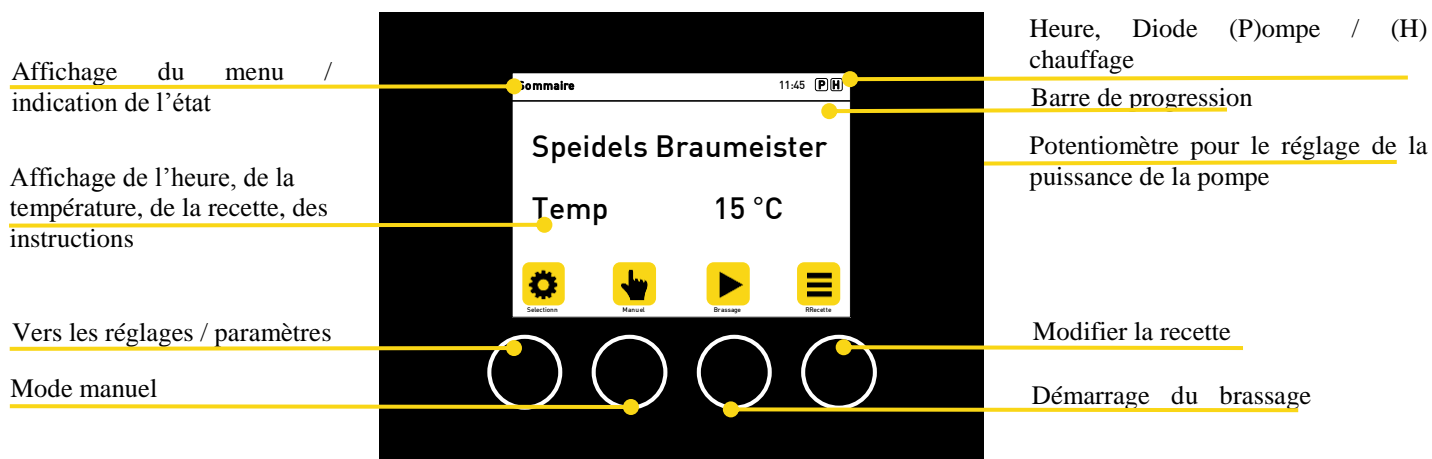 Affichage du menu /
indication de l’état
Affichage de l’heure, de la
température, de la recette, des
instructions
Vers les réglages / paramètres
Mode manuel
Sommaire 11:45 P H
Speidels Braumeister
Temp 15 °C
Selectionn Manuel Brassage RRecette
Heure, Diode (P)ompe / (H)
chauffage
Barre de progression
Potentiomètre pour le réglage de la
puissance de la pompe
Modifier la recette
Démarrage du brassage